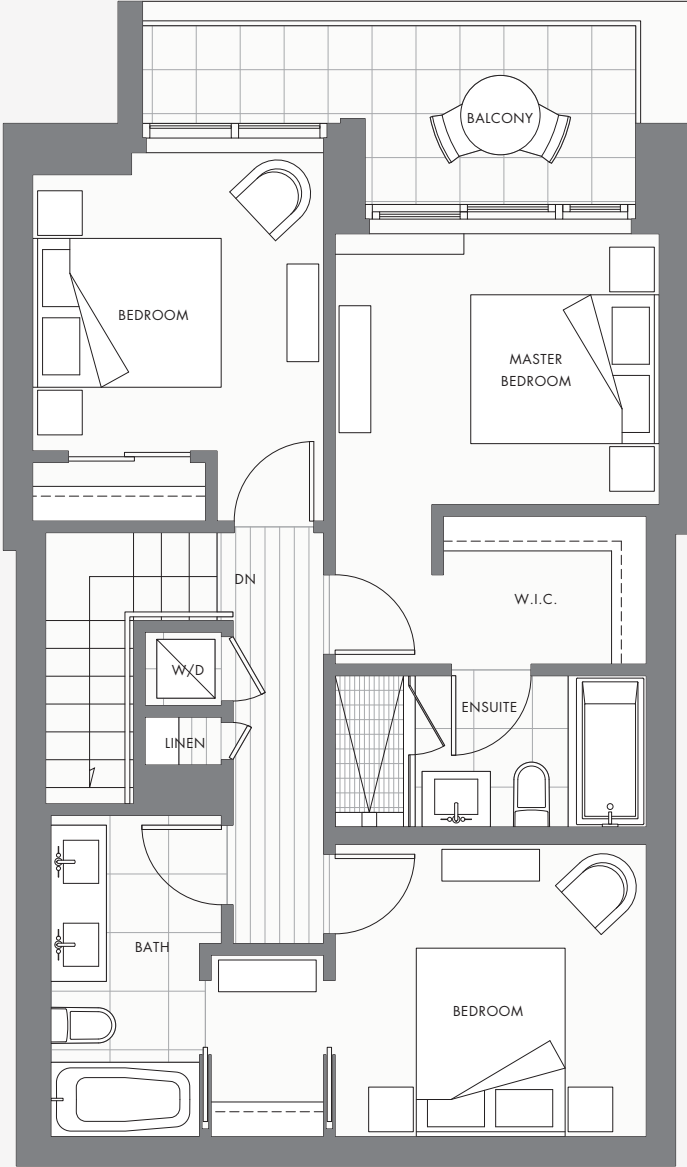 BALCONY
BEDROOM
MASTER
BEDROOM
DN
W.I.C.
W/D
ENSUITE
LINEN
BATH
BEDROOM